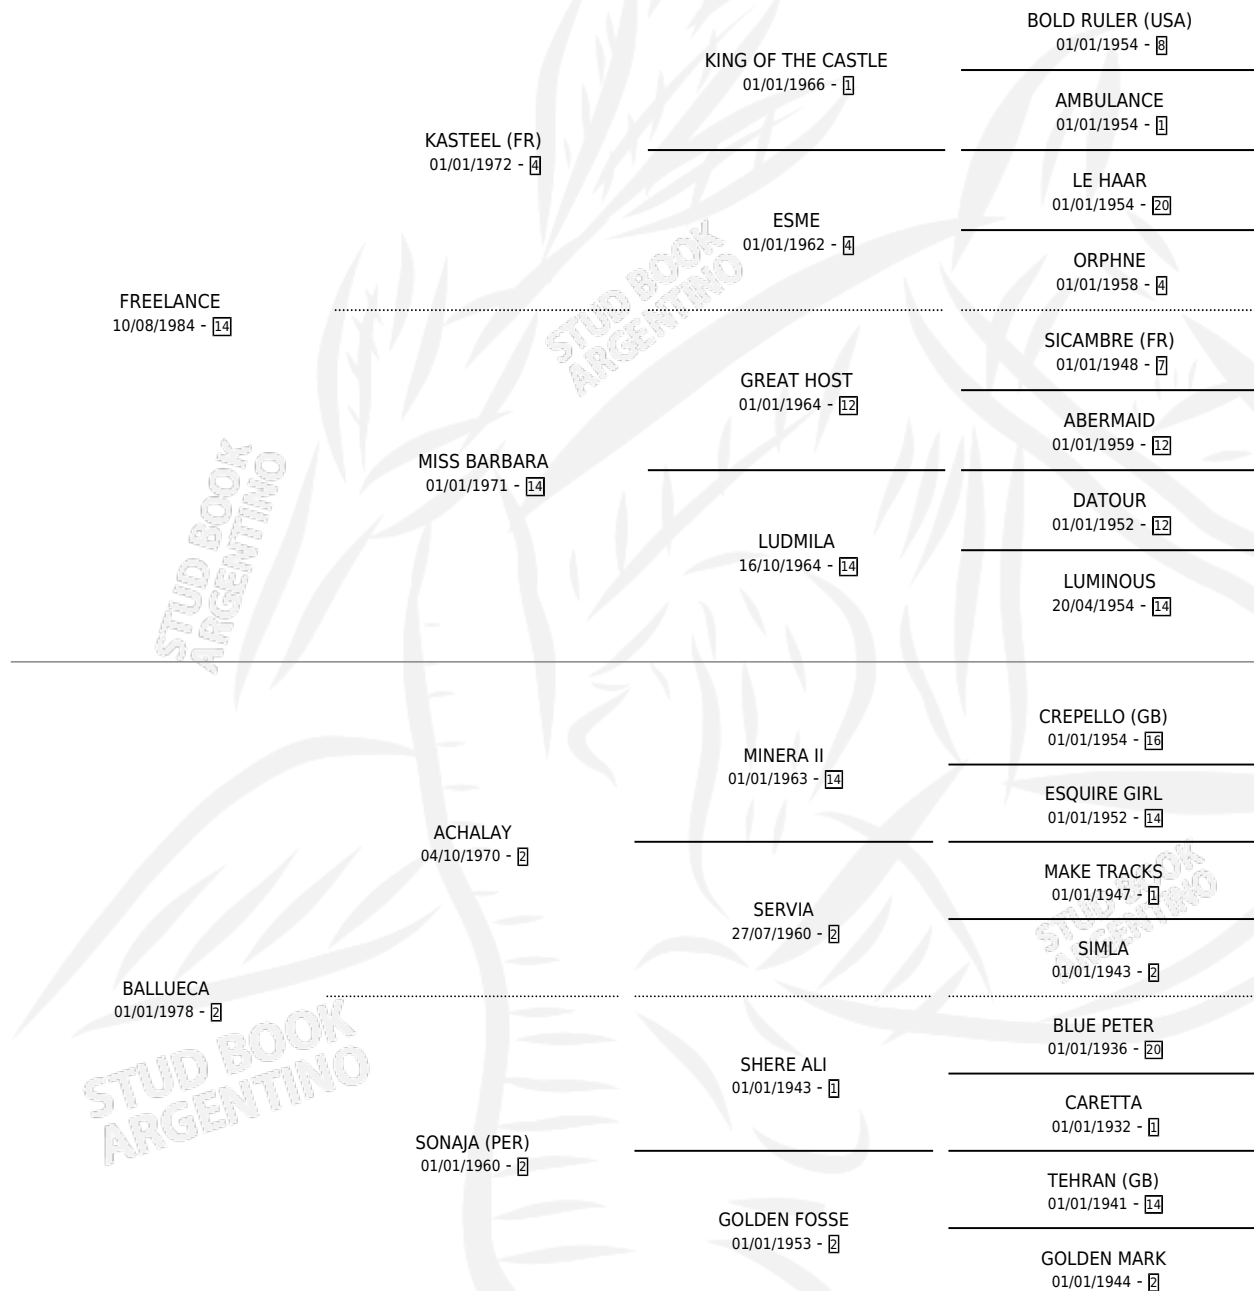 BOLD RULER (USA)
01/01/1954 - 8
KING OF THE CASTLE
01/01/1966 - 1
AMBULANCE
01/01/1954 - 1
KASTEEL (FR)
01/01/1972 - 4
LE HAAR
01/01/1954 - 20
ESME
01/01/1962 - 4
ORPHNE
01/01/1958 - 4
FREELANCE
10/08/1984 - 14
SICAMBRE (FR)
01/01/1948 - 7
GREAT HOST
01/01/1964 - 12
ABERMAID
01/01/1959 - 12
MISS BARBARA
01/01/1971 - 14
DATOUR
01/01/1952 - 12
LUDMILA
16/10/1964 - 14
LUMINOUS
20/04/1954 - 14
CREPELLO (GB)
01/01/1954 - 16
MINERA II
01/01/1963 - 14
ESQUIRE GIRL
01/01/1952 - 14
ACHALAY
04/10/1970 - 2
MAKE TRACKS
01/01/1947 - 1
SERVIA
27/07/1960 - 2
SIMLA
01/01/1943 - 2
BALLUECA
01/01/1978 - 2
BLUE PETER
01/01/1936 - 20
SHERE ALI
01/01/1943 - 1
CARETTA
01/01/1932 - 1
SONAJA (PER)
01/01/1960 - 2
TEHRAN (GB)
01/01/1941 - 14
GOLDEN FOSSE
01/01/1953 - 2
GOLDEN MARK
01/01/1944 - 2
STUD BOOK
ARGENTINO
STUD BOOK
ARGENTINO
STUD BOOK
ARGENTINO
STUD BOOK
ARGENTINO